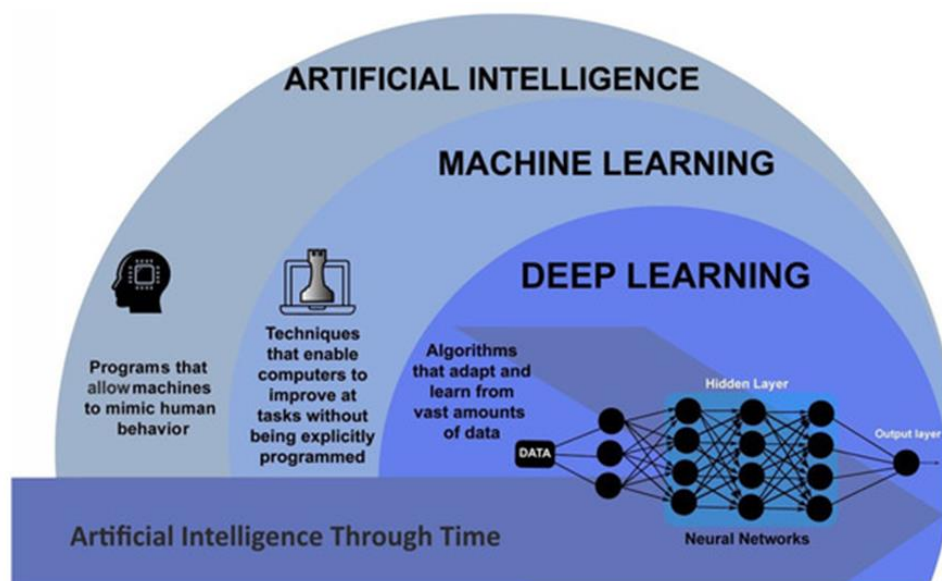 ARTIFICIAL INTELLIGENCE
MACHINE LEARNING
DEEP LEARNING
Programs that
allow machines
to mimic human
behavior
Techniques
that enable
computers to
improve at
tasks without
being explicitly
programmed
Algorithms
that adapt and
learn from
vast amounts
of data
DATA
Hidden Layer
Output layer
Neural Networks
Artificial Intelligence Through Time